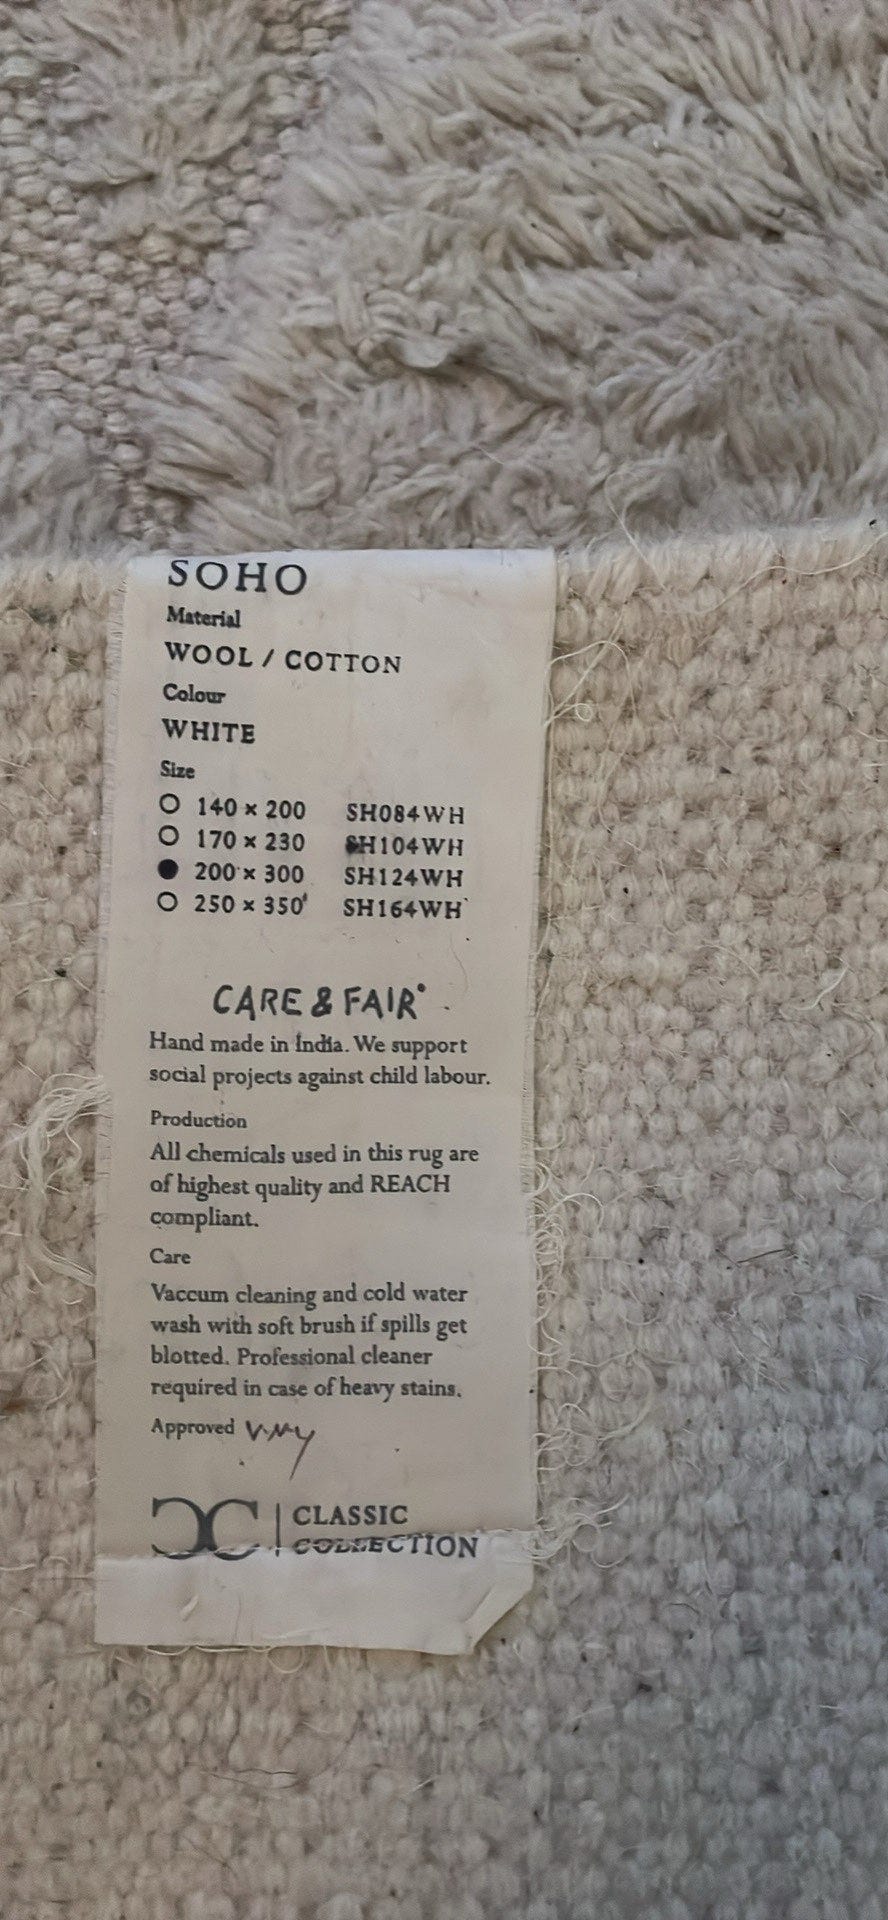 SOHO
Material
WOOL / COTTON
Colour
WHITE
Size
○ 140 × 200 SH084WH
○ 170 × 230 SH104WH
● 200 × 300 SH124WH
○ 250 × 350 SH164WH
CARE & FAIR
Hand made in India. We support
social projects against child labour.
Production
All chemicals used in this rug are
of highest quality and REACH
compliant.
Care
Vaccum cleaning and cold water
wash with soft brush if spills get
blotted. Professional cleaner
required in case of heavy stains.
Approved
CC | CLASSIC
COLLECTION